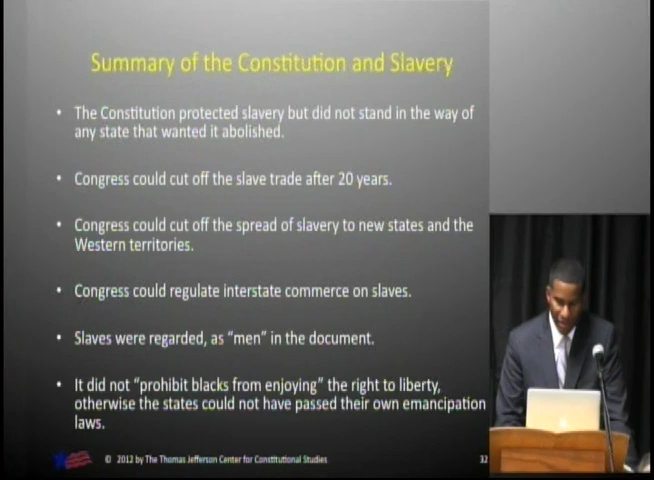 Summary of the Constitution and Slavery
• The Constitution protected slavery but did not stand in the way of
any state that wanted it abolished.
• Congress could cut off the slave trade after 20 years.
• Congress could cut off the spread of slavery to new states and the
Western territories.
• Congress could regulate interstate commerce on slaves.
• Slaves were regarded, as “men” in the document.
• It did not “prohibit blacks from enjoying” the right to liberty,
otherwise the states could not have passed their own emancipation
laws.
© 2012 by The Thomas Jefferson Center for Constitutional Studies
32